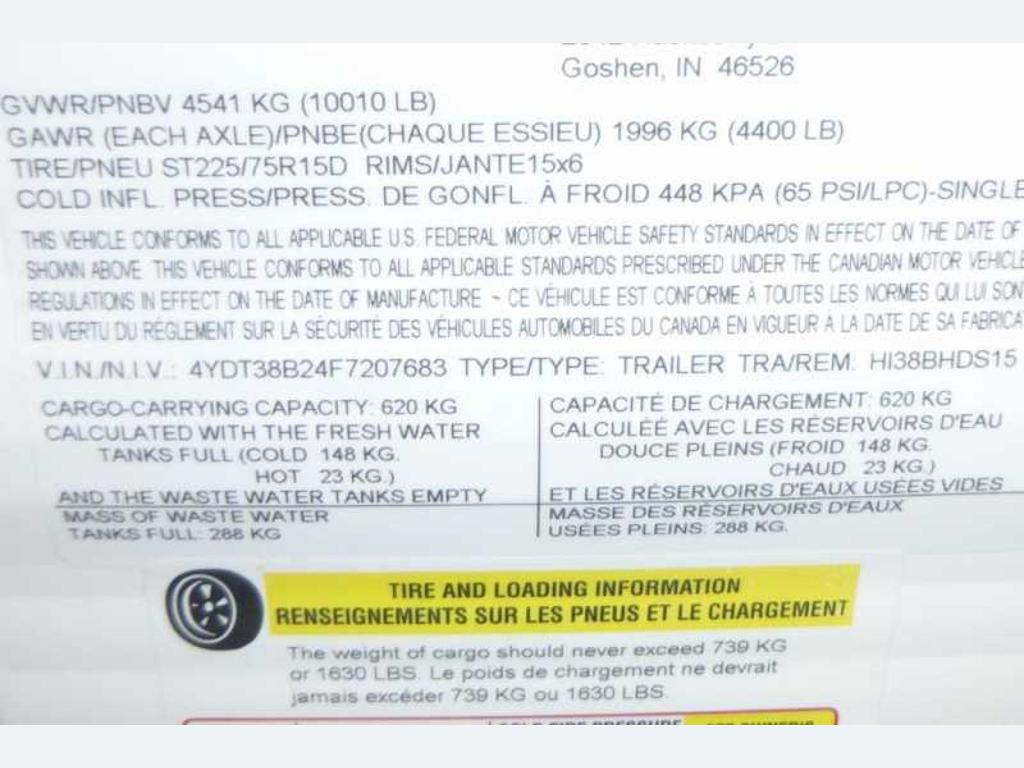 Goshen, IN 46526
GVWR/PNBV 4541 KG (10010 LB)
GAWR (EACH AXLE)/PNBE(CHAQUE ESSIEU) 1996 KG (4400 LB)
TIRE/PNEU ST225/75R15D RIMS/JANTE15x6
COLD INFL. PRESS/PRESS. DE GONFL. À FROID 448 KPA (65 PSI/LPC)-SINGLE
THIS VEHICLE CONFORMS TO ALL APPLICABLE U.S. FEDERAL MOTOR VEHICLE SAFETY STANDARDS IN EFFECT ON THE DATE OF
SHOWN ABOVE THIS VEHICLE CONFORMS TO ALL APPLICABLE STANDARDS PRESCRIBED UNDER THE CANADIAN MOTOR VEHICLE
REGULATIONS IN EFFECT ON THE DATE OF MANUFACTURE ~ CE VÉHICULE EST CONFORME À TOUTES LES NORMES QUI LUI SONT
EN VERTU DU RÉGLEMENT SUR LA SÉCURITÉ DES VÉHICULES AUTOMOBILES DU CANADA EN VIGUEUR À LA DATE DE SA FABRICAT
V.I.N./N.I.V.: 4YDT38B24F7207683 TYPE/TYPE: TRAILER TRA/REM: HI38BHDS15
CARGO-CARRYING CAPACITY: 620 KG
CALCULATED WITH THE FRESH WATER
TANKS FULL (COLD 148 KG.
HOT 23 KG.)
AND THE WASTE WATER TANKS EMPTY
MASS OF WASTE WATER
TANKS FULL: 288 KG
CAPACITÉ DE CHARGEMENT: 620 KG
CALCULÉÉ AVEC LES RÉSERVOIRS D'EAU
DOUCE PLEINS (FROID 148 KG.
CHAUD 23 KG.)
ET LES RÉSERVOIRS D'EAUX USÉES VIDES
MASSE DES RÉSERVOIRS D'EAUX
USÉES PLEINS: 288 KG.
TIRE AND LOADING INFORMATION
RENSEIGNEMENTS SUR LES PNEUS ET LE CHARGEMENT
The weight of cargo should never exceed 739 KG
or 1630 LBS. Le poids de chargement ne devrait
jamais excéder 739 KG ou 1630 LBS.
COLD TIRE PRESSURE
SEE OWNER'S